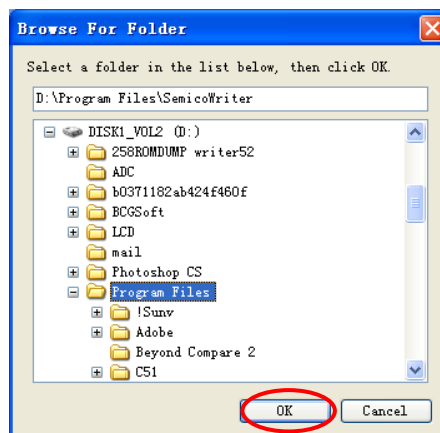 Browse For Folder
Select a folder in the list below, then click OK.
D:\Program Files\SemicoWriter
DISK1_VOL2 (D:)
258ROMDUMP writer52
ADC
b0371182ab424f460f
BCGSoft
LCD
mail
Photoshop CS
Program Files
!Sunv
Adobe
Beyond Compare 2
C51
OK Cancel